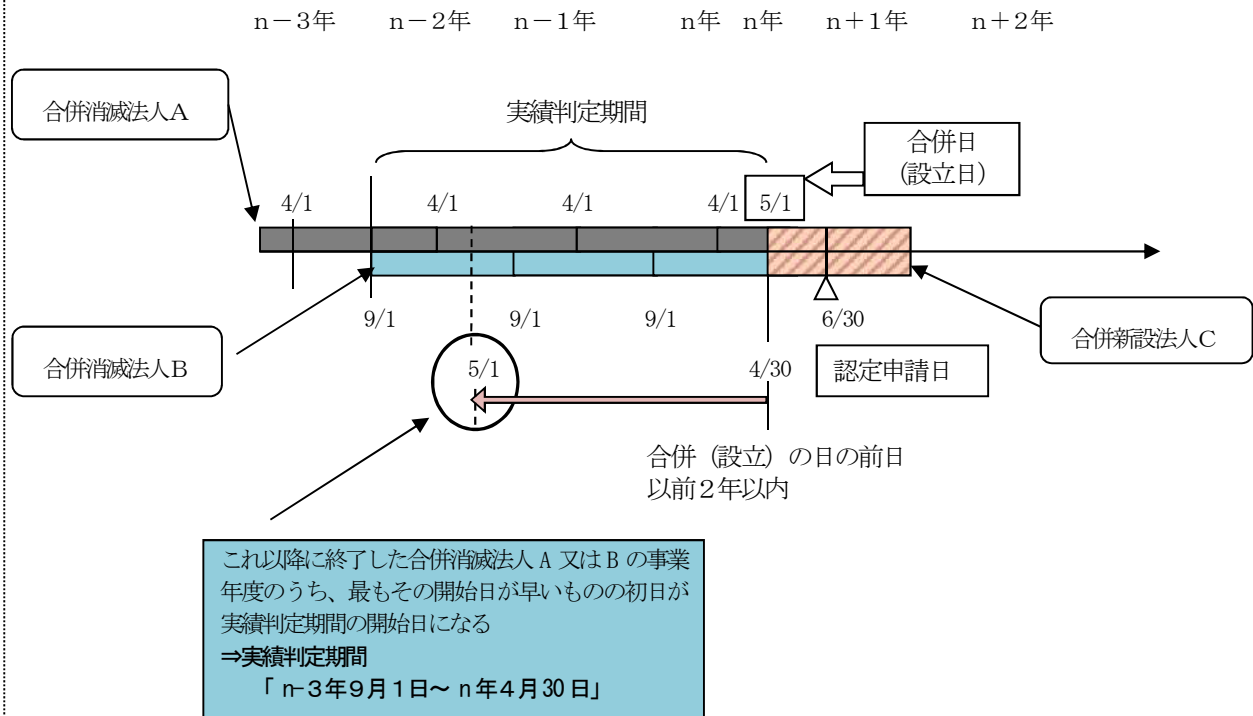 n－3年 n－2年 n－1年 n年 n年 n＋1年 n＋2年
合併消滅法人A
実績判定期間
合併日
（設立日）
4/1 4/1 4/1 4/1 5/1
9/1 9/1 9/1 6/30
合併新設法人C
合併消滅法人B
5/1 4/30 認定申請日
合併（設立）の日の前日
以前２年以内
これ以降に終了した合併消滅法人 A 又は B の事業
年度のうち、最もその開始日が早いものの初日が
実績判定期間の開始日になる
⇒実績判定期間
「 n-3年９月１日～ n年４月30日」